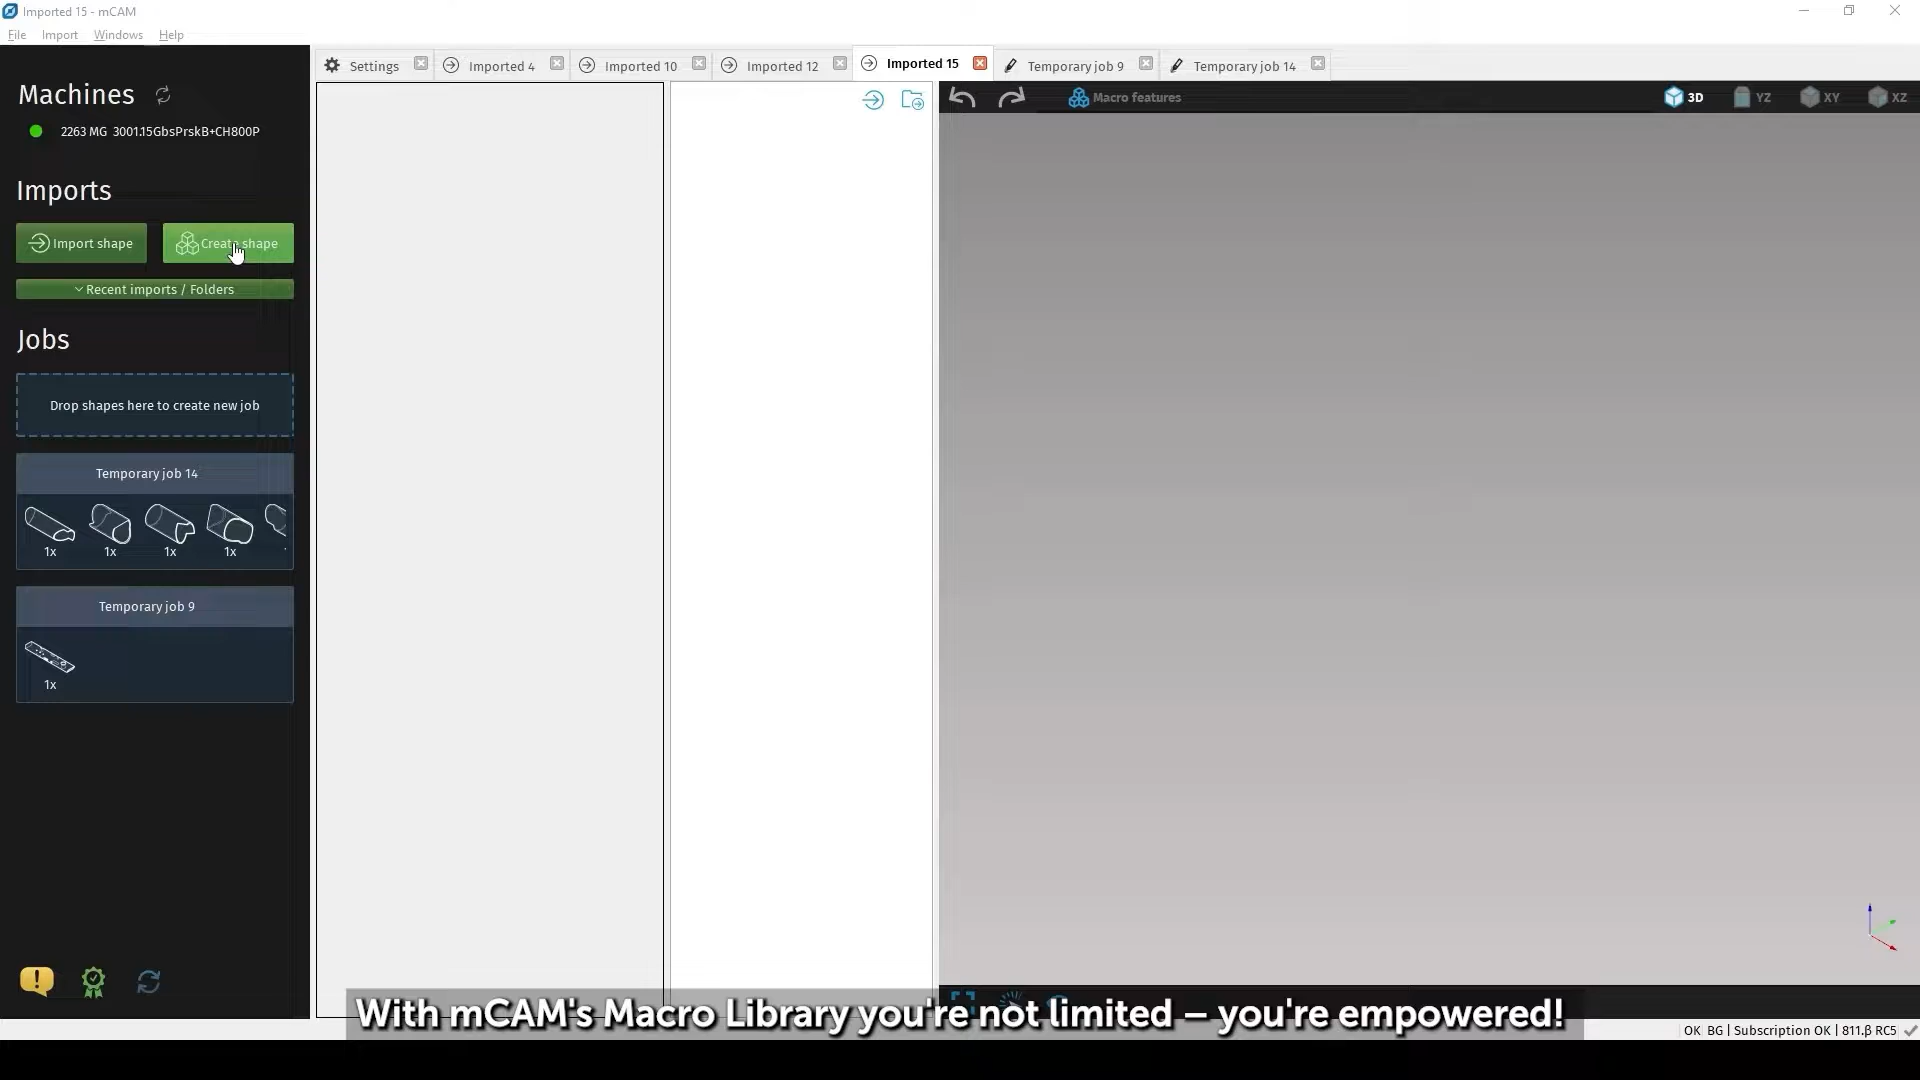 Imported 15 - mCAM
File Import Windows Help
Settings Imported 4 Imported 10 Imported 12 Imported 15 Temporary job 9 Temporary job 14
Machines
2263 MG 3001.15GbsPrskB+CH800P
Macro features
3D YZ XY XZ
Imports
Import shape Create shape
Recent imports / Folders
Jobs
Drop shapes here to create new job
Temporary job 14
1x 1x 1x 1x
Temporary job 9
1x
With mCAM's Macro Library you're not limited – you're empowered!
OK BG | Subscription OK | 811.β RC5